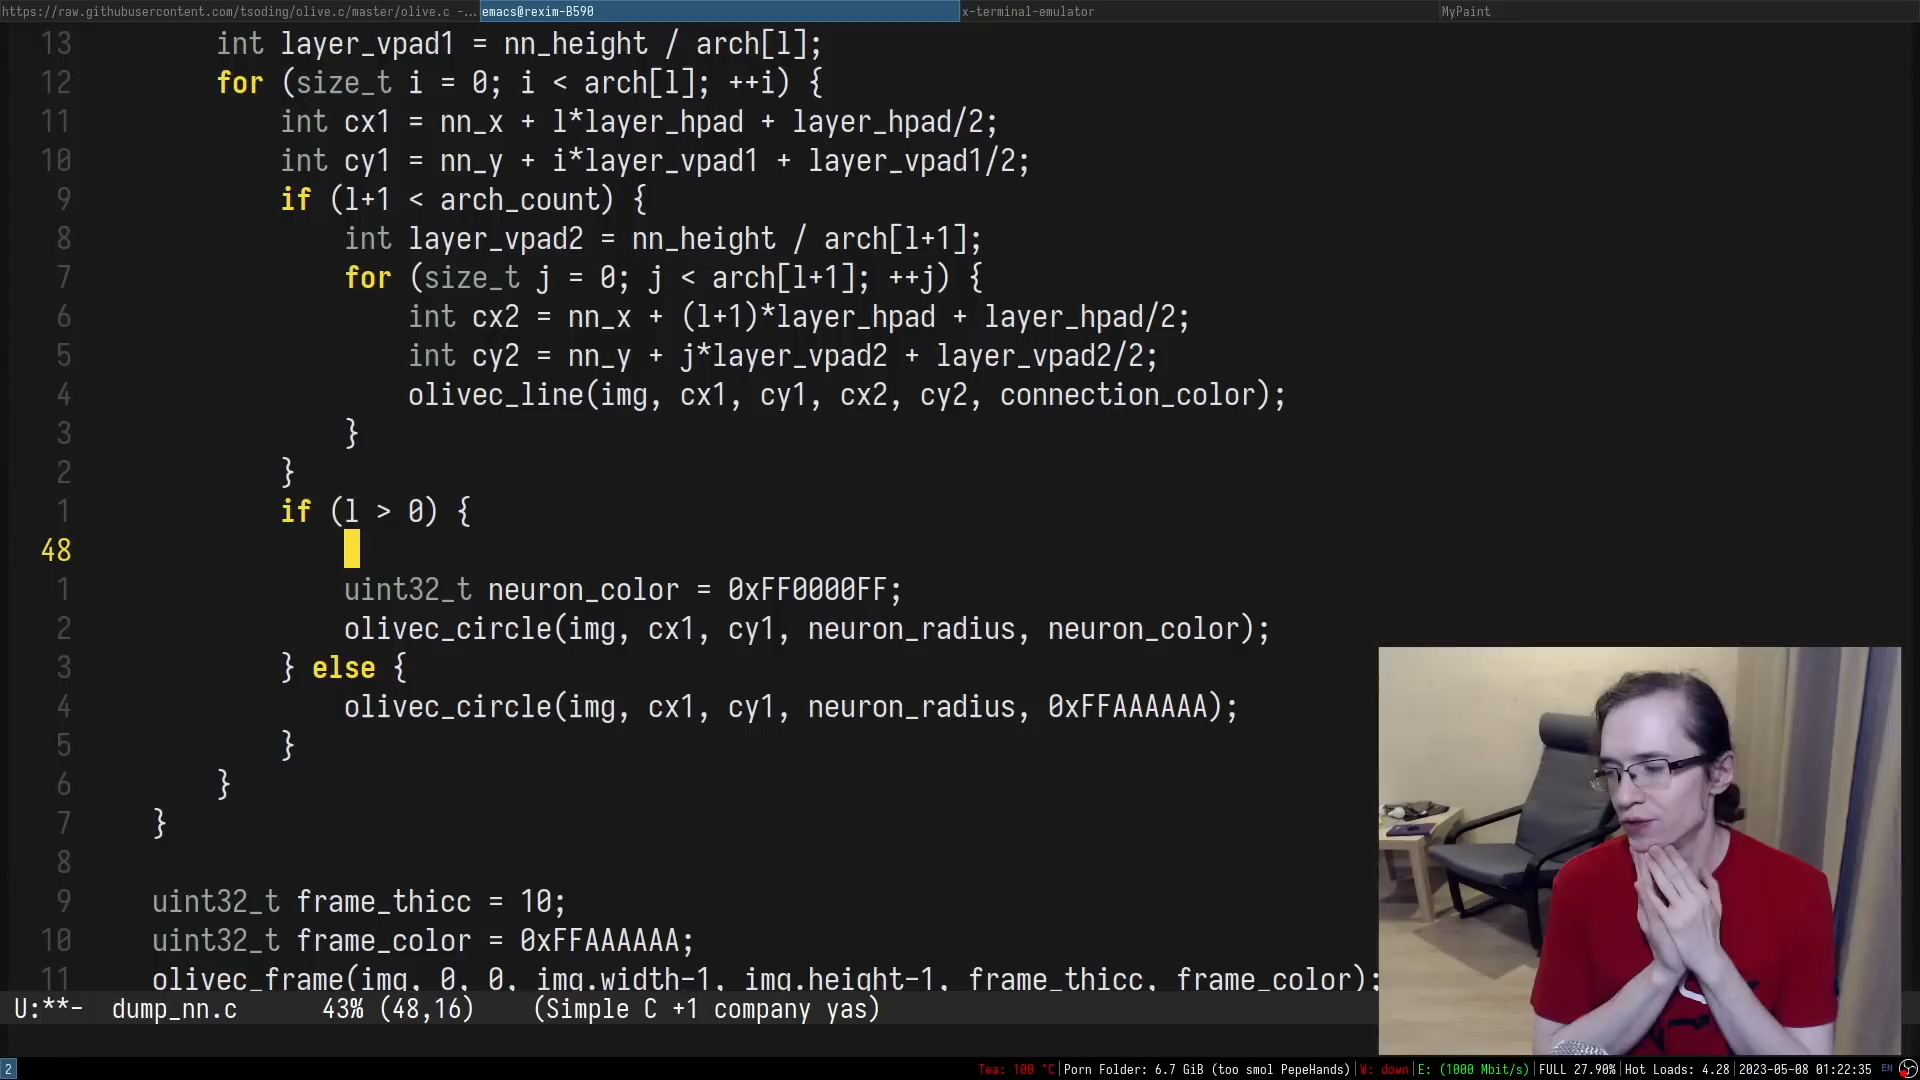 https://raw.githubusercontent.com/tsoding/olive.c/master/olive.c –... emacs@rexim-B590 x-terminal-emulator MyPaint
13 int layer_vpad1 = nn_height / arch[l];
12 for (size_t i = 0; i < arch[l]; ++i) {
11 int cx1 = nn_x + l*layer_hpad + layer_hpad/2;
10 int cy1 = nn_y + i*layer_vpad1 + layer_vpad1/2;
9 if (l+1 < arch_count) {
8 int layer_vpad2 = nn_height / arch[l+1];
7 for (size_t j = 0; j < arch[l+1]; ++j) {
6 int cx2 = nn_x + (l+1)*layer_hpad + layer_hpad/2;
5 int cy2 = nn_y + j*layer_vpad2 + layer_vpad2/2;
4 olivec_line(img, cx1, cy1, cx2, cy2, connection_color);
3 }
2 }
1 if (l > 0) {
48
1 uint32_t neuron_color = 0xFF0000FF;
2 olivec_circle(img, cx1, cy1, neuron_radius, neuron_color);
3 } else {
4 olivec_circle(img, cx1, cy1, neuron_radius, 0xFFAAAAAA);
5 }
6 }
7 }
8
9 uint32_t frame_thicc = 10;
10 uint32_t frame_color = 0xFFAAAAAA;
11 olivec_frame(img, 0, 0, img.width-1, img.height-1, frame_thicc, frame_color);
U:**- dump_nn.c 43% (48,16) (Simple C +1 company yas)
2 Tea: 100 °C|Porn Folder: 6.7 GiB (too smol PepeHands)|W: down|E: (1000 Mbit/s)|FULL 27.90%|Hot Loads: 4.28|2023-05-08 01:22:35 EN